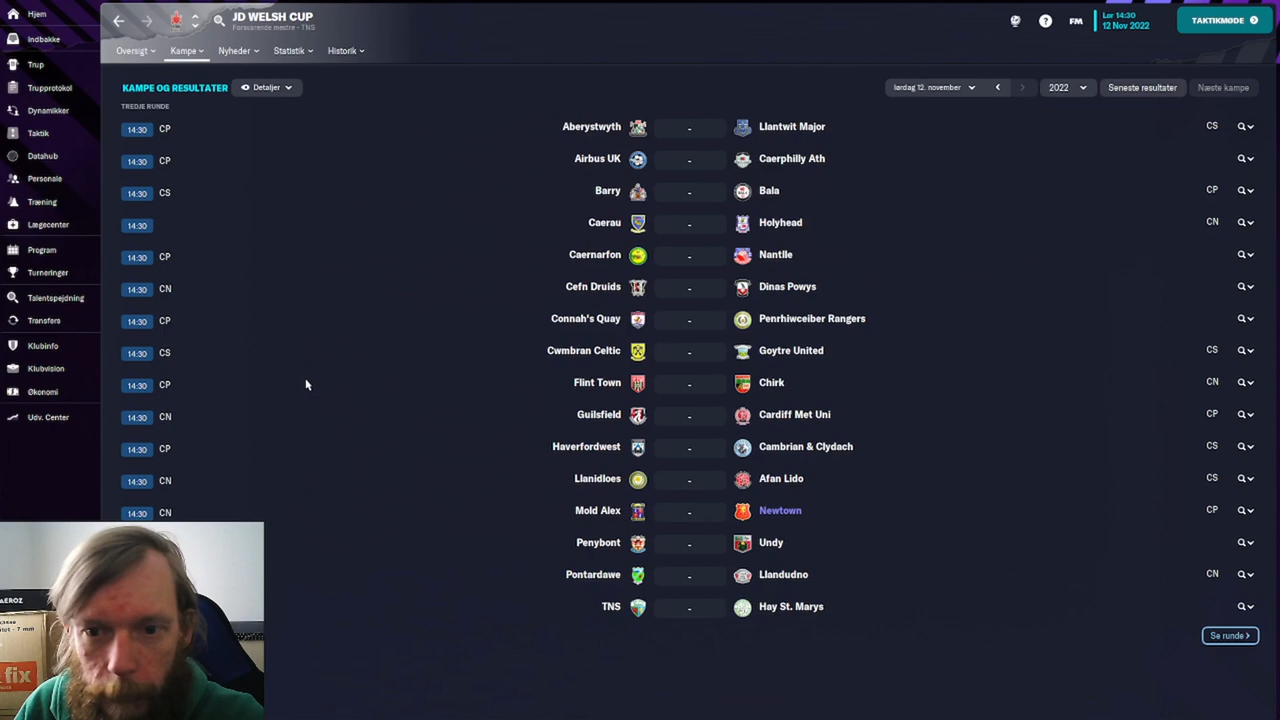 Hjem
Indbakke
Trup
Trupprotokol
Dynamikker
Taktik
Datahub
Personale
Træning
Lægecenter
Program
Turneringer
Talentspejdning
Transfers
Klubinfo
Klubvision
Økonomi
Udv. Center
JD WELSH CUP
Forsvarende mestre - TNS
FM
Lør 14:30
12 Nov 2022
TAKTIKMØDE
Oversigt
Kampe
Nyheder
Statistik
Historik
KAMPE OG RESULTATER
Detaljer
lørdag 12. november
2022
Seneste resultater
Næste kampe
TREDJE RUNDE
14:30 CP Aberystwyth - Llantwit Major CS
14:30 CP Airbus UK - Caerphilly Ath
14:30 CS Barry - Bala CP
14:30 Caerau - Holyhead CN
14:30 CP Caernarfon - Nantlle
14:30 CN Cefn Druids - Dinas Powys
14:30 CP Connah's Quay - Penrhiwceiber Rangers
14:30 CS Cwmbran Celtic - Goytre United CS
14:30 CP Flint Town - Chirk CN
14:30 CN Guilsfield - Cardiff Met Uni CP
14:30 CP Haverfordwest - Cambrian & Clydach CS
14:30 CN Llanidloes - Afan Lido CS
14:30 CN Mold Alex - Newtown CP
Penybont - Undy
Pontardawe - Llandudno CN
TNS - Hay St. Marys
Se runde
AEROZ
fix